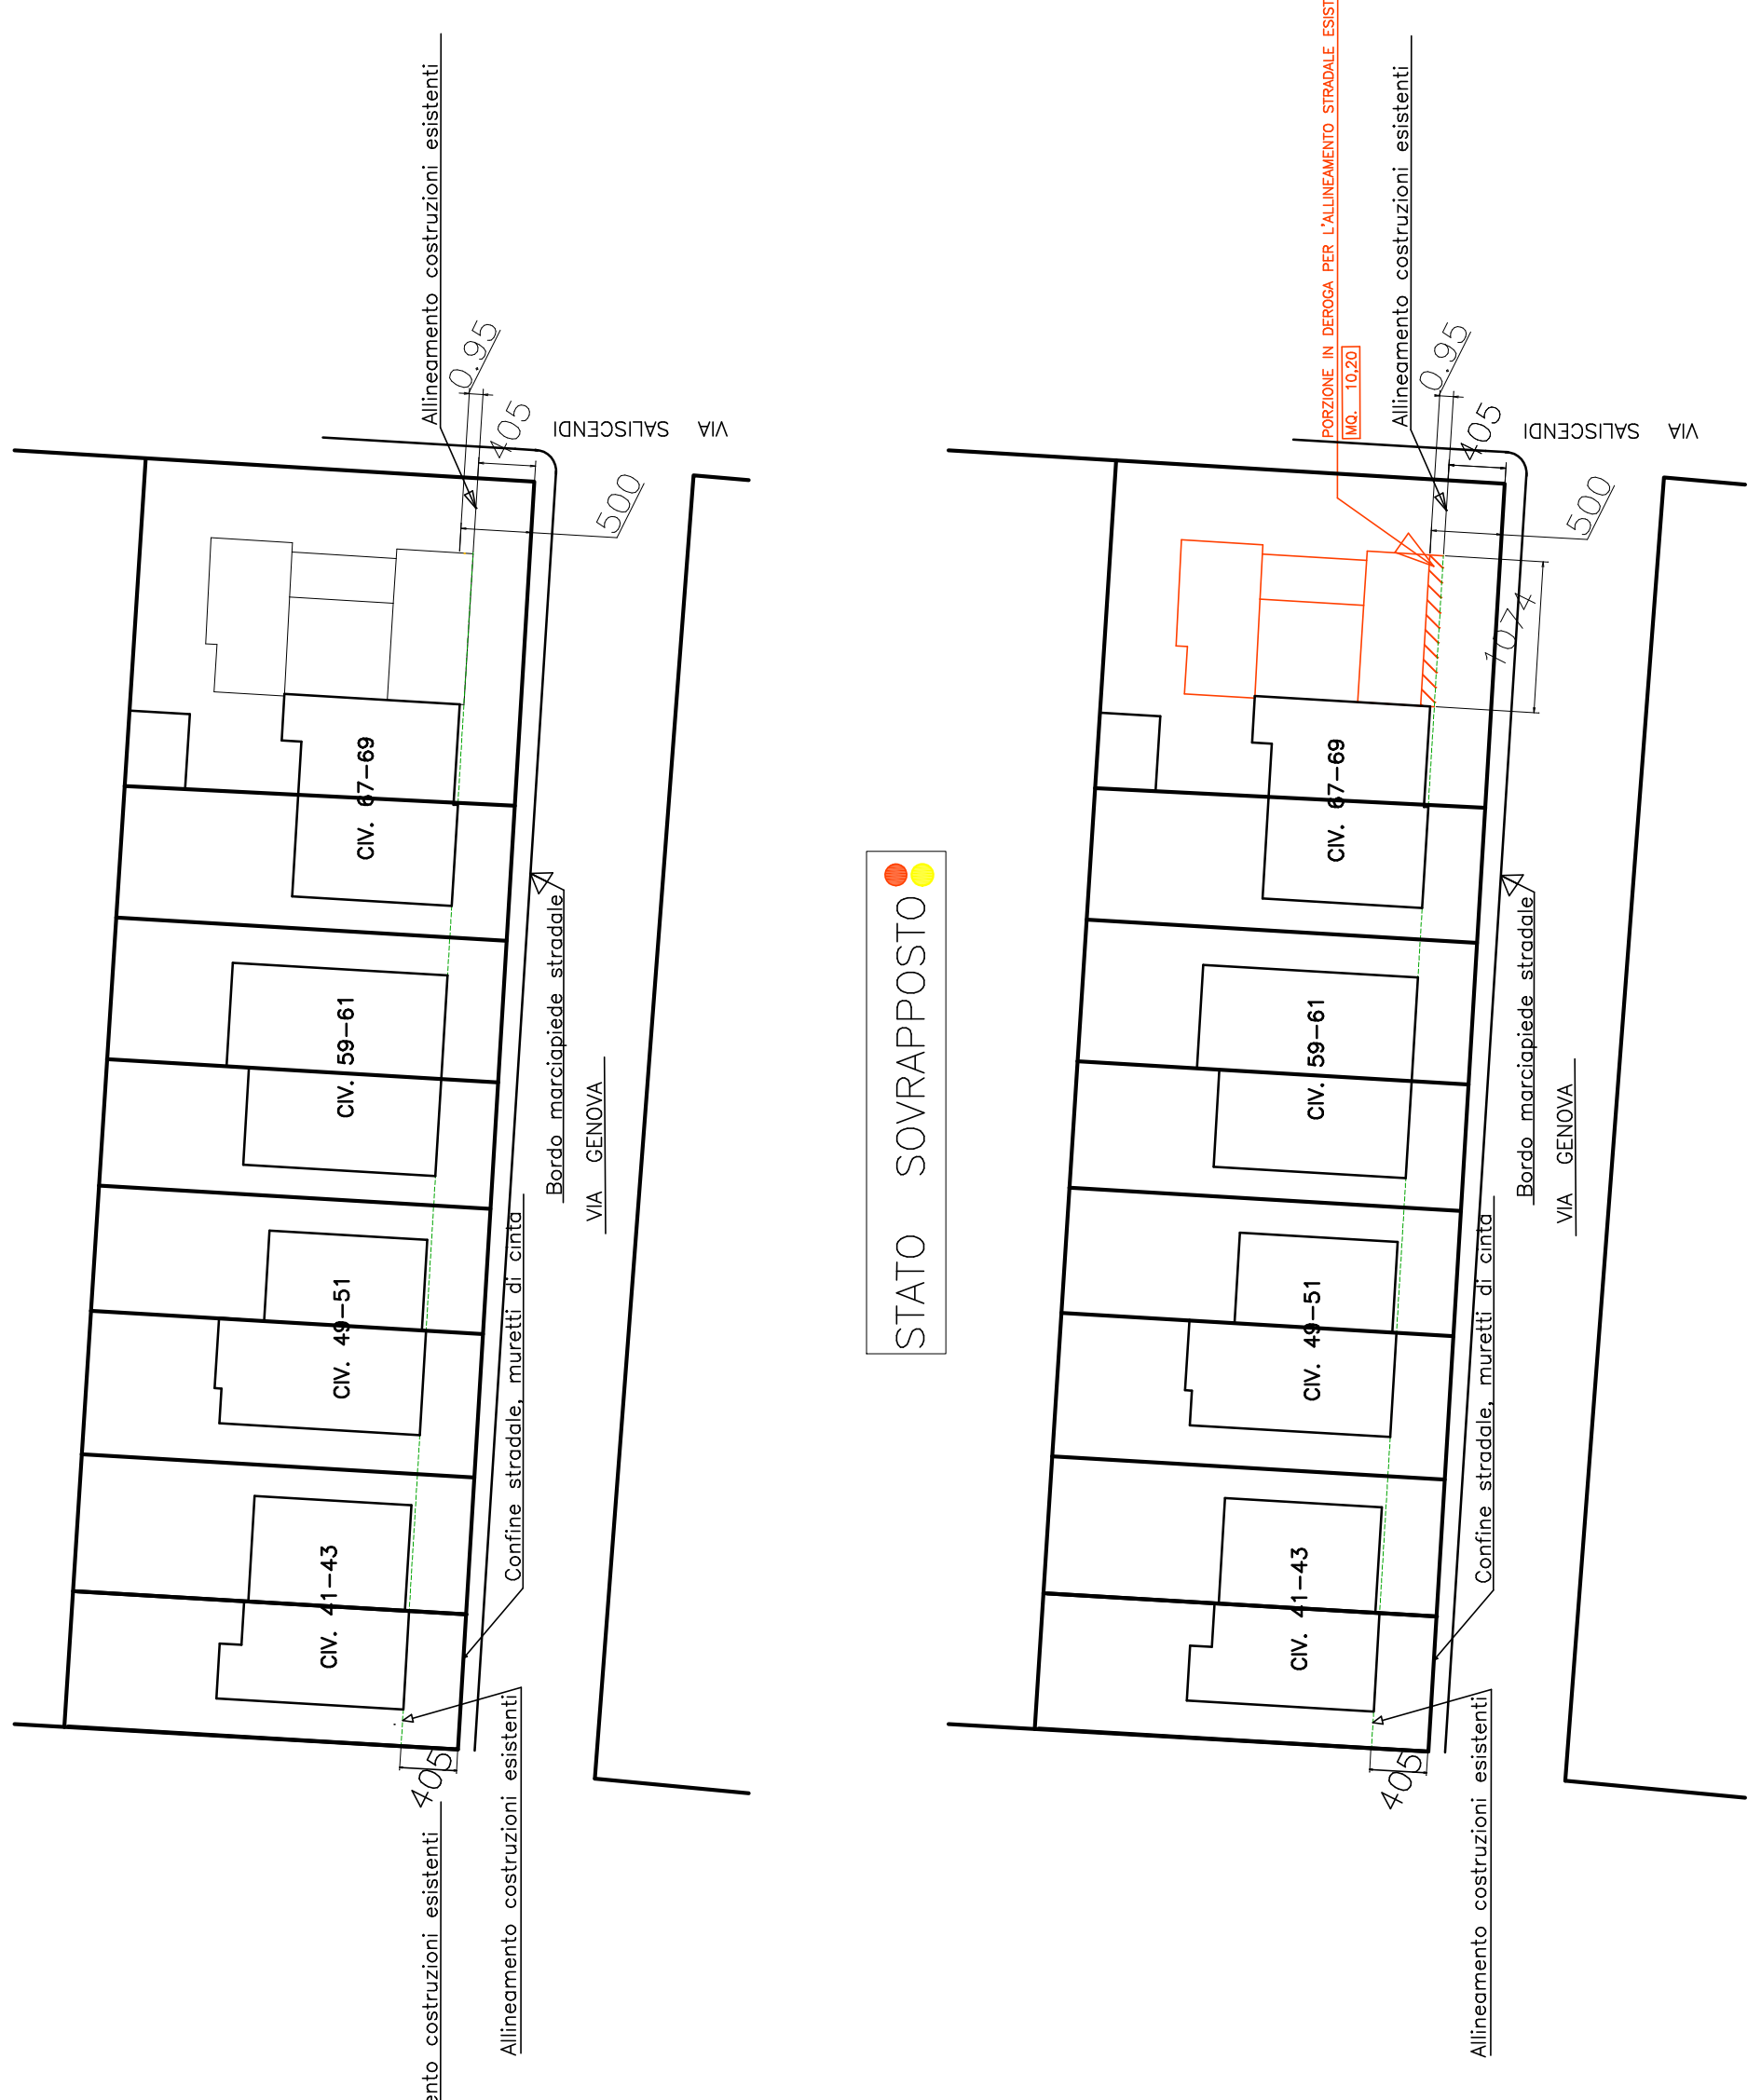 Allineamento costruzioni esistenti
0.95
405
VIA SALISCENDI
500
CIV. 67-69
CIV. 59-61
CIV. 49-51
CIV. 41-43
Bordo marciapiede stradale
VIA GENOVA
Confine stradale, muretti di cinta
405
Allineamento costruzioni esistenti
costruzioni esistenti
STATO SOVRAPPOSTO
PORZIONE IN DEROGA PER L'ALLINEAMENTO STRADALE
MQ. 10,20
Allineamento costruzioni esistenti
0.95
405
VIA SALISCENDI
500
1074
CIV. 67-69
CIV. 59-61
CIV. 49-51
CIV. 41-43
Bordo marciapiede stradale
VIA GENOVA
Confine stradale, muretti di cinta
405
Allineamento costruzioni esistenti